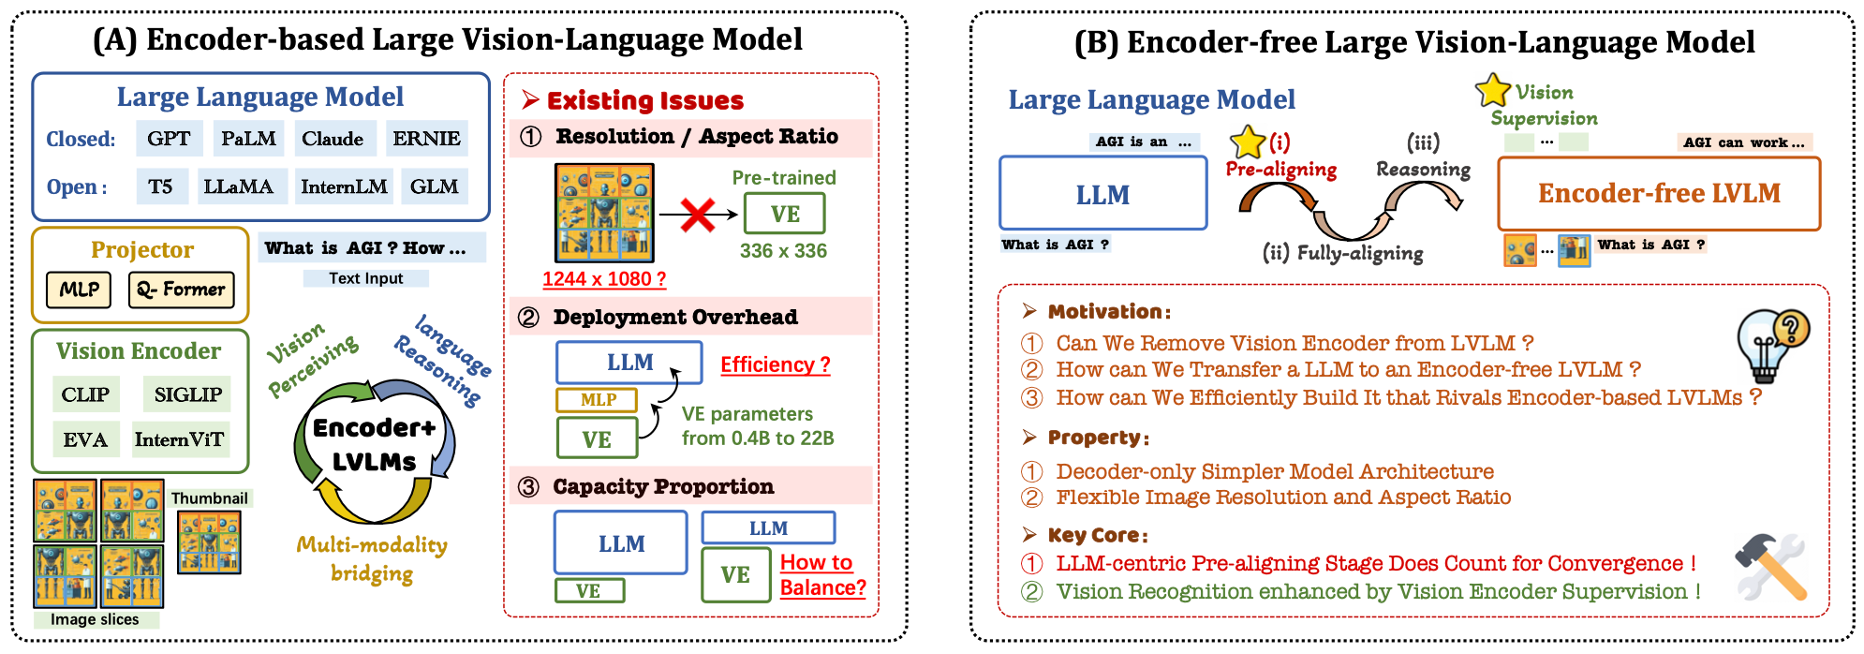 (A) Encoder-based Large Vision-Language Model
Large Language Model
Closed: GPT PaLM Claude ERNIE
Open : T5 LLaMA InternLM GLM
Projector
MLP Q- Former
What is AGI ? How ...
Text Input
Vision Encoder
CLIP SIGLIP
EVA InternViT
Vision
Perceiving
language
Reasoning
Encoder+
LVLMs
Multi-modality
bridging
Thumbnail
Image slices
➢ Existing Issues
① Resolution / Aspect Ratio
Pre-trained
VE
336 x 336
1244 x 1080 ?
② Deployment Overhead
LLM
Efficiency ?
MLP
VE
VE parameters
from 0.4B to 22B
③ Capacity Proportion
LLM
VE
LLM
VE
How to
Balance?
(B) Encoder-free Large Vision-Language Model
Large Language Model
AGI is an ...
LLM
What is AGI ?
(i)
Pre-aligning
(ii) Fully-aligning
(iii)
Reasoning
Vision
Supervision
...
AGI can work ...
Encoder-free LVLM
... What is AGI ?
➢ Motivation:
① Can We Remove Vision Encoder from LVLM ?
② How can We Transfer a LLM to an Encoder-free LVLM ?
③ How can We Efficiently Build It that Rivals Encoder-based LVLMs ?
➢ Property:
① Decoder-only Simpler Model Architecture
② Flexible Image Resolution and Aspect Ratio
➢ Key Core:
① LLM-centric Pre-aligning Stage Does Count for Convergence !
② Vision Recognition enhanced by Vision Encoder Supervision !
?